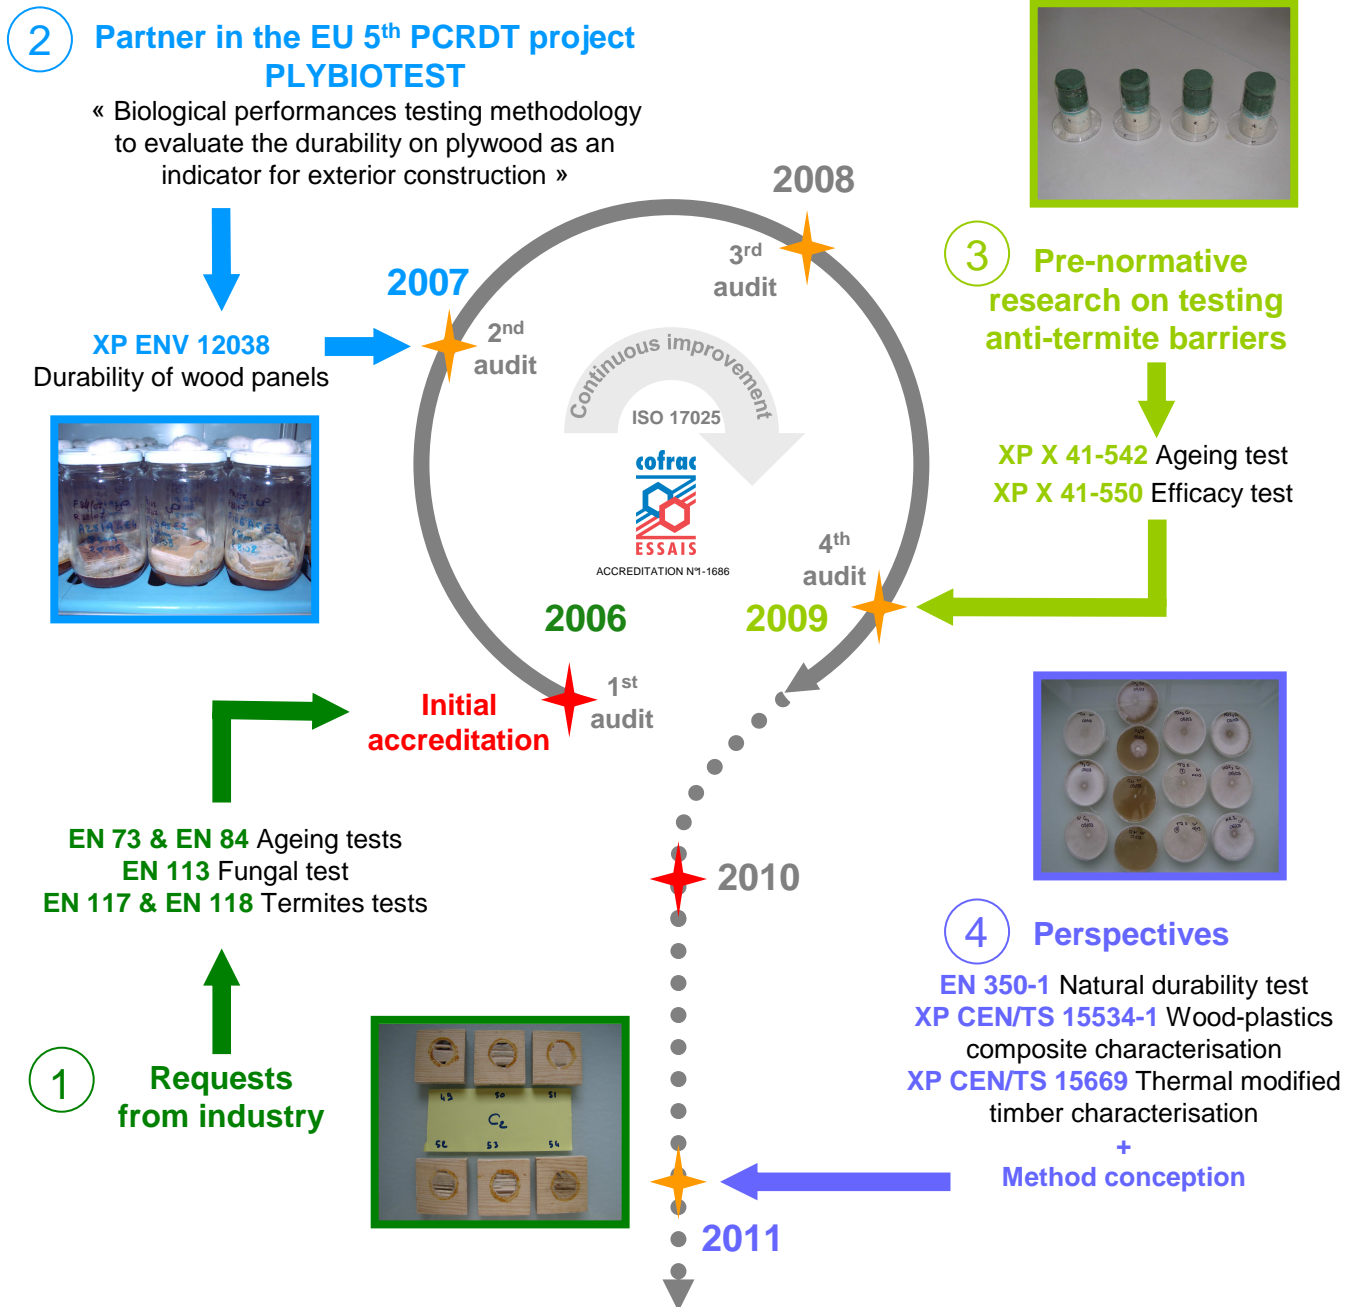 2
Partner in the EU 5th PCRDT project
PLYBIOTEST
« Biological performances testing methodology
to evaluate the durability on plywood as an
indicator for exterior construction »
XP ENV 12038
Durability of wood panels
2007
2nd
audit
2008
3rd
audit
Continuous improvement
ISO 17025
cofrac
ESSAIS
ACCREDITATION N°1-1686
3
Pre-normative
research on testing
anti-termite barriers
XP X 41-542 Ageing test
XP X 41-550 Efficacy test
4th
audit
2009
2006
1st
audit
Initial
accreditation
EN 73 & EN 84 Ageing tests
EN 113 Fungal test
EN 117 & EN 118 Termites tests
1
Requests
from industry
49 50 51
C2
52 53 54
2010
4
Perspectives
EN 350-1 Natural durability test
XP CEN/TS 15534-1 Wood-plastics
composite characterisation
XP CEN/TS 15669 Thermal modified
timber characterisation
+
Method conception
2011